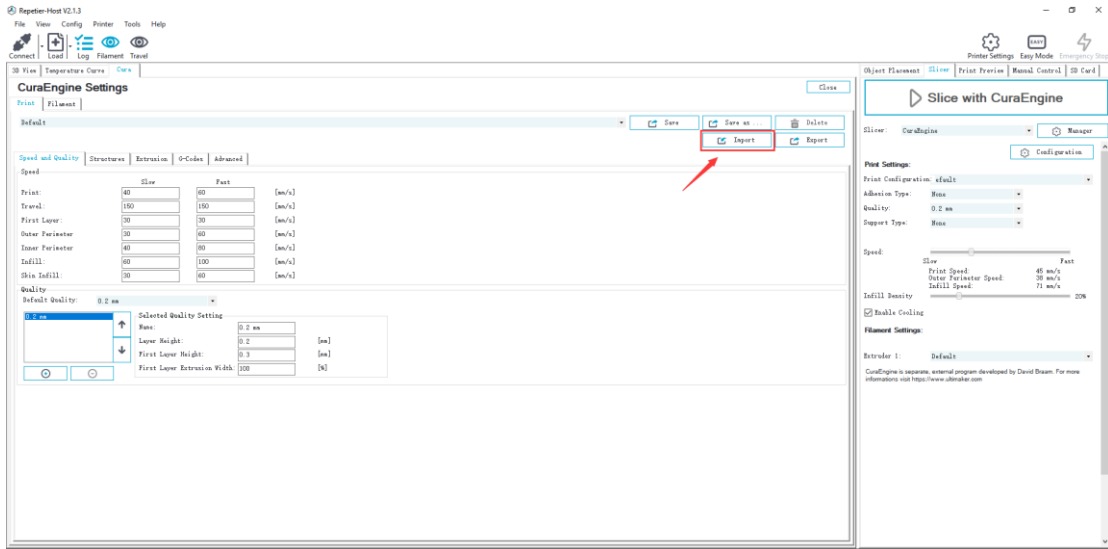 Repetier-Host V2.1.3
File View Config Printer Tools Help
Connect Load Log Filament Travel
Printer Settings Easy Mode Emergency Stop
EASY
3D View Temperature Curve Cura
Object Placement Slicer Print Preview Manual Control SD Card
CuraEngine Settings
Close
Print Filament
Default
Save Save as ... Delete
Import Export
Speed and Quality Structures Extrusion G-Codes Advanced
Speed
Slow Fast
Print: 40 60 [mm/s]
Travel: 150 150 [mm/s]
First Layer: 30 30 [mm/s]
Outer Perimeter 30 60 [mm/s]
Inner Perimeter 40 80 [mm/s]
Infill: 60 100 [mm/s]
Skin Infill: 30 60 [mm/s]
Quality
Default Quality: 0.2 mm
0.2 mm
Selected Quality Setting
Name: 0.2 mm
Layer Height: 0.2 [mm]
First Layer Height: 0.3 [mm]
First Layer Extrusion Width: 100 [%]
Slice with CuraEngine
Slicer: CuraEngine Manager
Configuration
Print Settings:
Print Configuration: efault
Adhesion Type: None
Quality: 0.2 mm
Support Type: None
Speed:
Slow Fast
Print Speed: 45 mm/s
Outer Perimeter Speed: 38 mm/s
Infill Speed: 71 mm/s
Infill Density 20%
Enable Cooling
Filament Settings:
Extruder 1: Default
CuraEngine is separate, external program developed by David Braam. For more
informations visit https://www.ultimaker.com